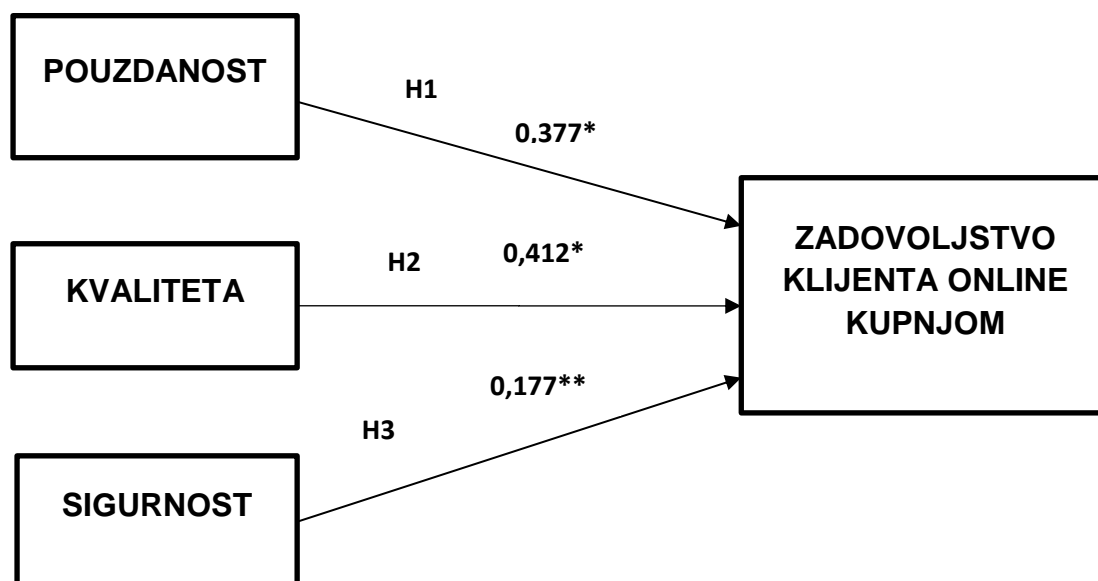 POUZDANOST
H1
0,377*
KVALITETA
H2
0,412*
ZADOVOLJSTVO
KLIJENTA ONLINE
KUPNJOM
0,177**
H3
SIGURNOST